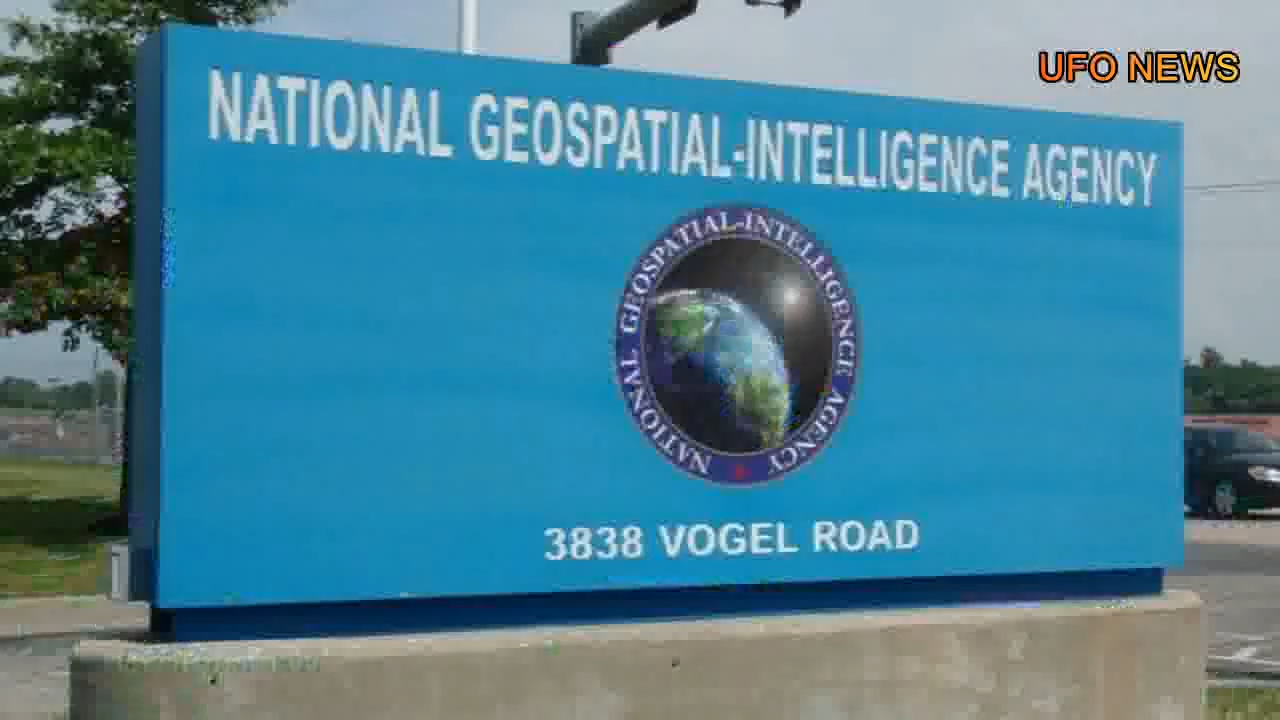 UFO NEWS
NATIONAL GEOSPATIAL-INTELLIGENCE AGENCY
NATIONAL GEOSPATIAL-INTELLIGENCE AGENCY
3838 VOGEL ROAD